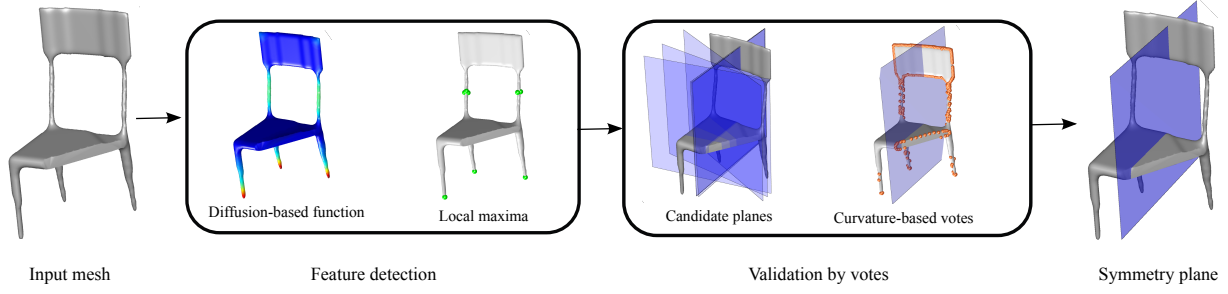 Diffusion-based function
Local maxima
Candidate planes
Curvature-based votes
Input mesh
Feature detection
Validation by votes
Symmetry plane